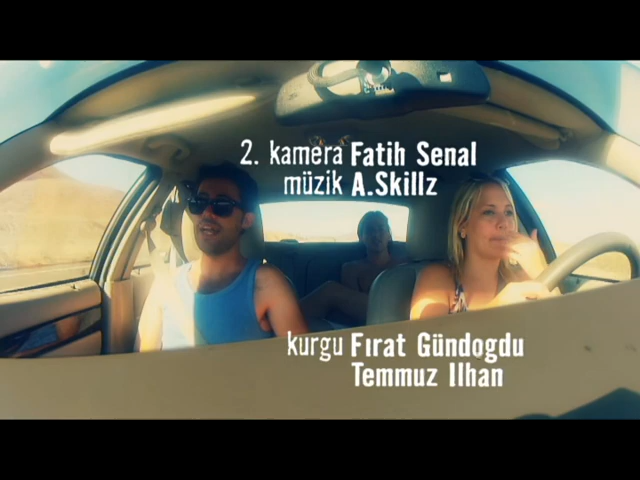 2. kamera Fatih Senal
müzik A.Skillz
kurgu Fırat Gündogdu
Temmuz Ilhan